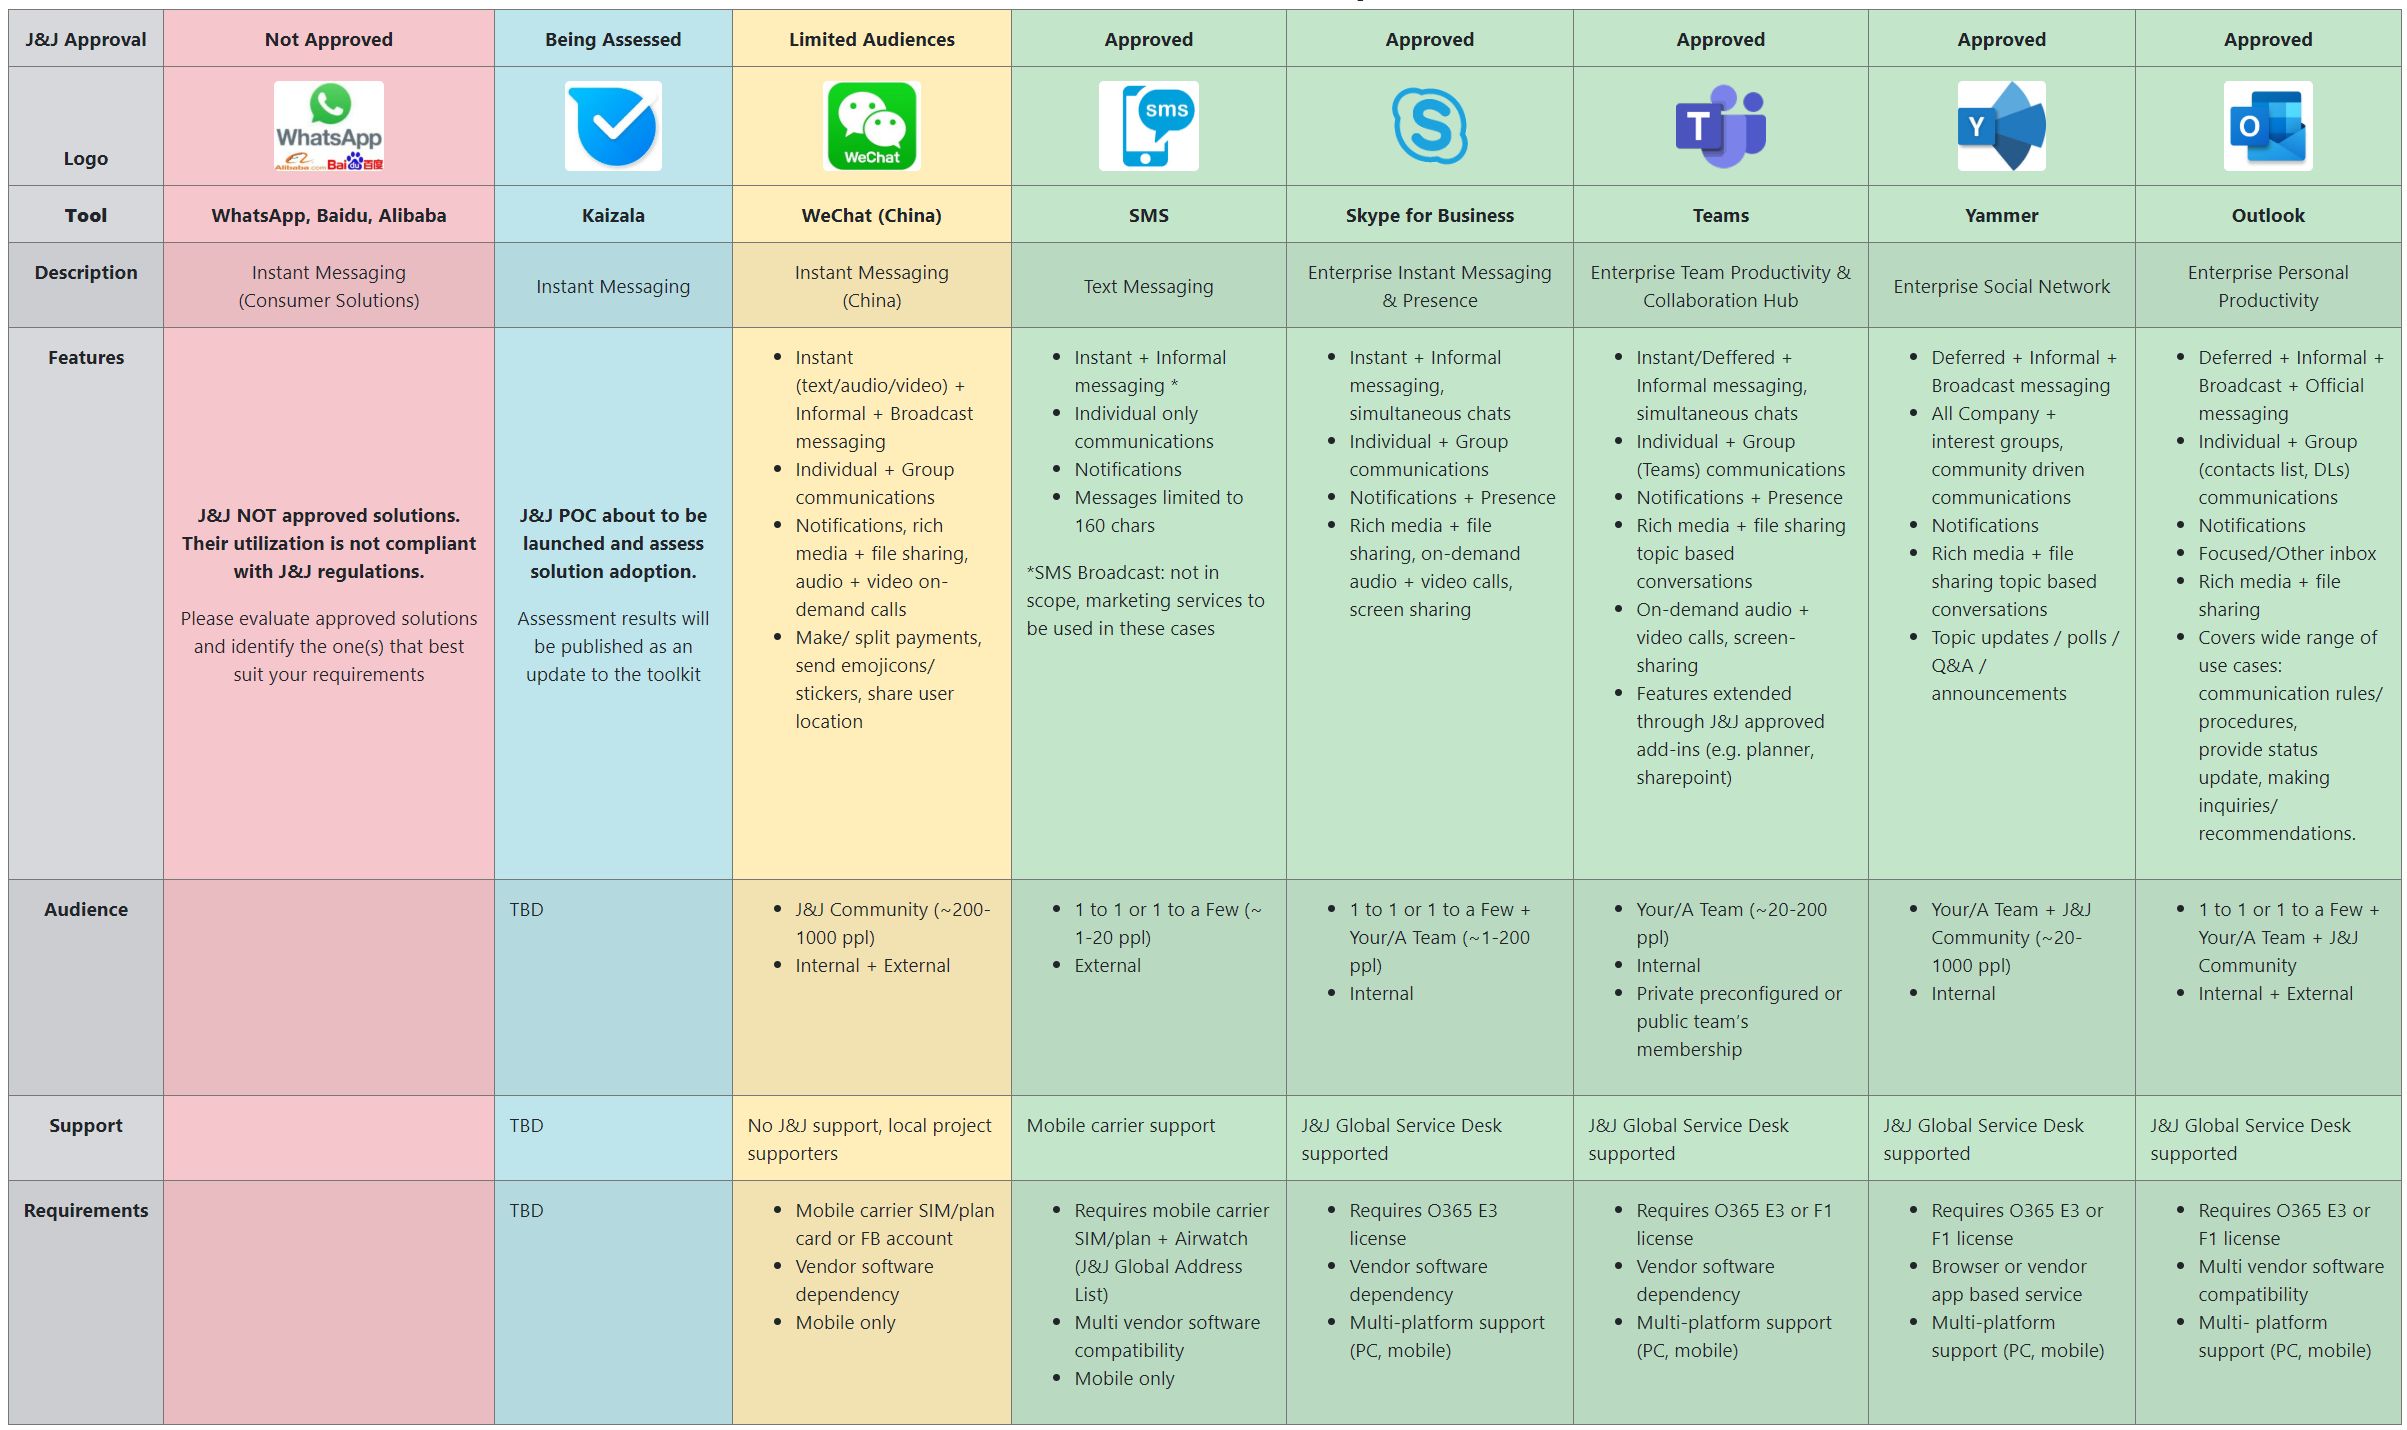 J&J Approval
Not Approved
Being Assessed
Limited Audiences
Approved
Approved
Approved
Approved
Approved
Logo
WhatsApp
Alibaba.com Bai du 百度
WeChat
sms
S
T
Y
O
Tool
WhatsApp, Baidu, Alibaba
Kaizala
WeChat (China)
SMS
Skype for Business
Teams
Yammer
Outlook
Description
Instant Messaging
(Consumer Solutions)
Instant Messaging
Instant Messaging
(China)
Text Messaging
Enterprise Instant Messaging
& Presence
Enterprise Team Productivity &
Collaboration Hub
Enterprise Social Network
Enterprise Personal
Productivity
Features
J&J NOT approved solutions.
Their utilization is not compliant
with J&J regulations.
Please evaluate approved solutions
and identify the one(s) that best
suit your requirements
J&J POC about to be
launched and assess
solution adoption.
Assessment results will
be published as an
update to the toolkit
• Instant
(text/audio/video) +
Informal + Broadcast
messaging
• Individual + Group
communications
• Notifications, rich
media + file sharing,
audio + video on-
demand calls
• Make/ split payments,
send emojicons/
stickers, share user
location
• Instant + Informal
messaging *
• Individual only
communications
• Notifications
• Messages limited to
160 chars
*SMS Broadcast: not in
scope, marketing services to
be used in these cases
• Instant + Informal
messaging,
simultaneous chats
• Individual + Group
communications
• Notifications + Presence
• Rich media + file
sharing, on-demand
audio + video calls,
screen sharing
• Instant/Deffered +
Informal messaging,
simultaneous chats
• Individual + Group
(Teams) communications
• Notifications + Presence
• Rich media + file sharing
topic based
conversations
• On-demand audio +
video calls, screen-
sharing
• Features extended
through J&J approved
add-ins (e.g. planner,
sharepoint)
• Deferred + Informal +
Broadcast messaging
• All Company +
interest groups,
community driven
communications
• Notifications
• Rich media + file
sharing topic based
conversations
• Topic updates / polls /
Q&A /
announcements
• Deferred + Informal +
Broadcast + Official
messaging
• Individual + Group
(contacts list, DLs)
communications
• Notifications
• Focused/Other inbox
• Rich media + file
sharing
• Covers wide range of
use cases:
communication rules/
procedures,
provide status
update, making
inquiries/
recommendations.
Audience
TBD
• J&J Community (~200-
1000 ppl)
• Internal + External
• 1 to 1 or 1 to a Few (~
1-20 ppl)
• External
• 1 to 1 or 1 to a Few +
Your/A Team (~1-200
ppl)
• Internal
• Your/A Team (~20-200
ppl)
• Internal
• Private preconfigured or
public team's
membership
• Your/A Team + J&J
Community (~20-
1000 ppl)
• Internal
• 1 to 1 or 1 to a Few +
Your/A Team + J&J
Community
• Internal + External
Support
TBD
No J&J support, local project
supporters
Mobile carrier support
J&J Global Service Desk
supported
J&J Global Service Desk
supported
J&J Global Service Desk
supported
J&J Global Service Desk
supported
Requirements
TBD
• Mobile carrier SIM/plan
card or FB account
• Vendor software
dependency
• Mobile only
• Requires mobile carrier
SIM/plan + Airwatch
(J&J Global Address
List)
• Multi vendor software
compatibility
• Mobile only
• Requires O365 E3
license
• Vendor software
dependency
• Multi-platform support
(PC, mobile)
• Requires O365 E3 or F1
license
• Vendor software
dependency
• Multi-platform support
(PC, mobile)
• Requires O365 E3 or
F1 license
• Browser or vendor
app based service
• Multi-platform
support (PC, mobile)
• Requires O365 E3 or
F1 license
• Multi vendor software
compatibility
• Multi- platform
support (PC, mobile)